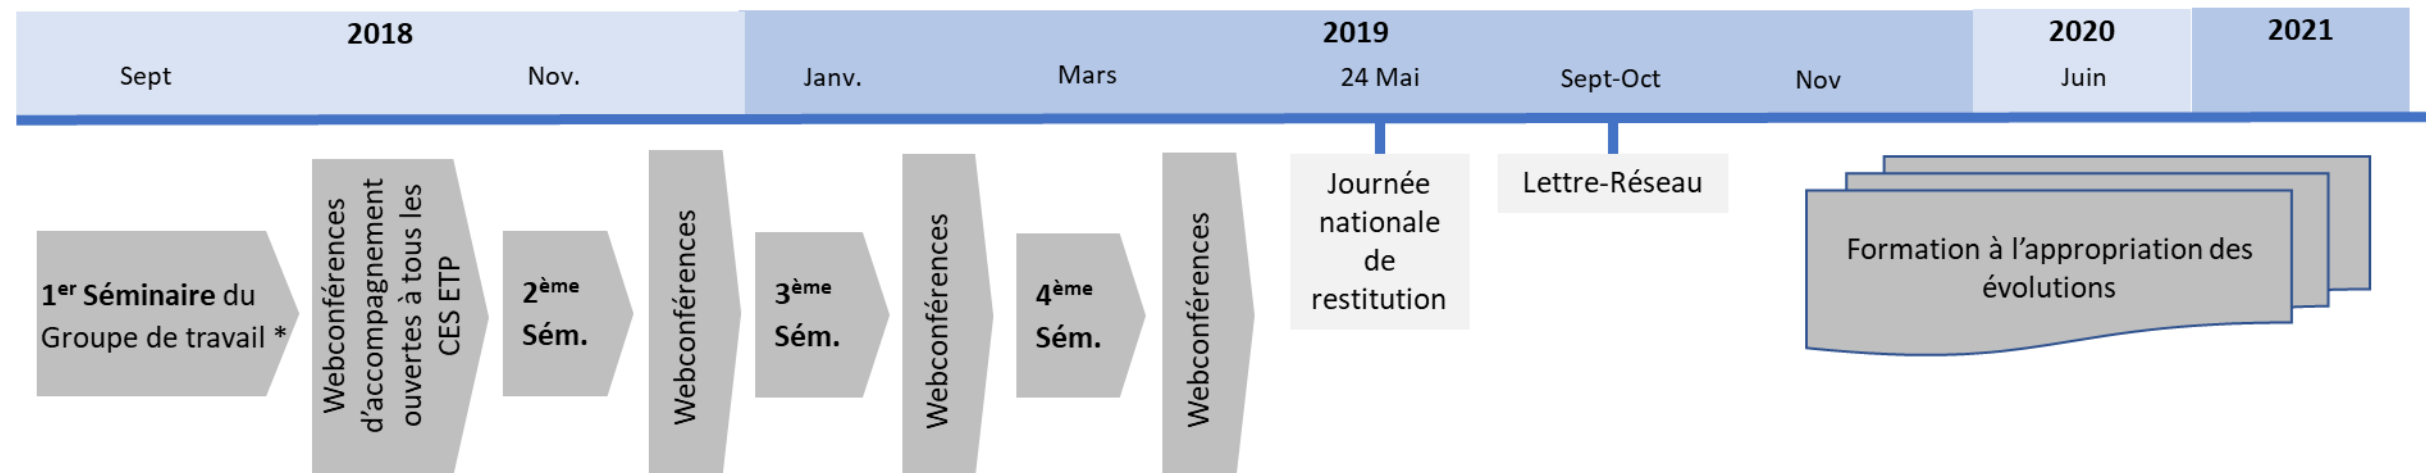 2018
2019
2020
2021
Sept
Nov.
Janv.
Mars
24 Mai
Sept-Oct
Nov
Juin
1er Séminaire du
Groupe de travail *
Webconférences
d’accompagnement
ouvertes à tous les
CES ETP
2ème
Sém.
Webconférences
3ème
Sém.
Webconférences
4ème
Sém.
Webconférences
Journée
nationale
de
restitution
Lettre-Réseau
Formation à l’appropriation des
évolutions